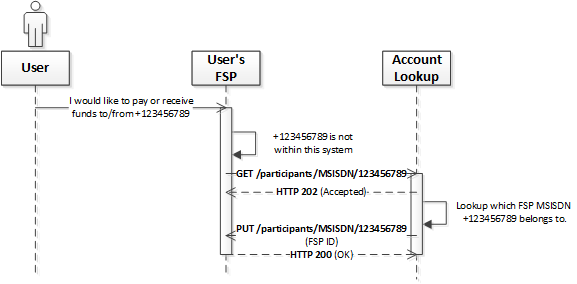 User
User's
FSP
Account
Lookup
I would like to pay or receive
funds to/from +123456789
+123456789 is not
within this system
GET /participants/MSISDN/123456789
HTTP 202 (Accepted)
Lookup which FSP MSISDN
+123456789 belongs to.
PUT /participants/MSISDN/123456789
(FSP ID)
HTTP 200 (OK)